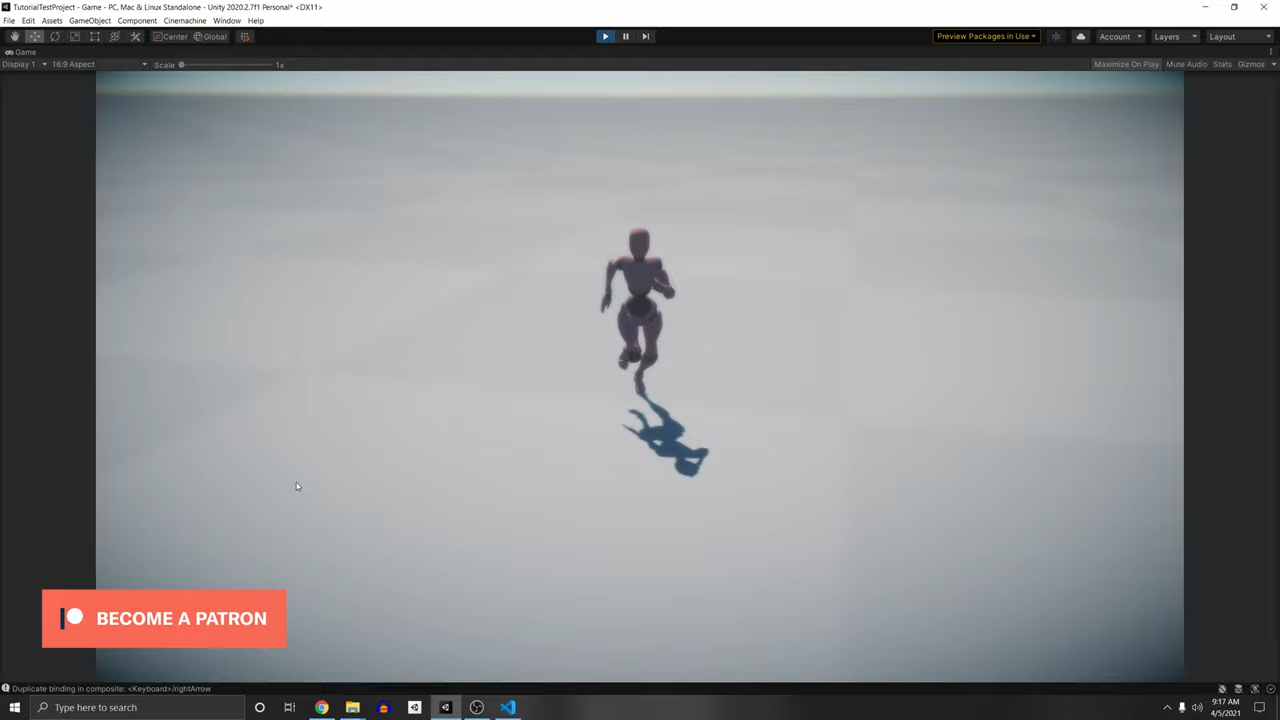 TutorialTestProject - Game - PC, Mac & Linux Standalone - Unity 2020.2.7f1 Personal* <DX11>
File Edit Assets GameObject Component Cinemachine Window Help
Center Global Preview Packages in Use Account Layers Layout
Game
Display 1 16:9 Aspect Scale 1x Maximize On Play Mute Audio Stats Gizmos
BECOME A PATRON
Duplicate binding in composite: <Keyboard>/rightArrow
Type here to search
9:17 AM
4/5/2021